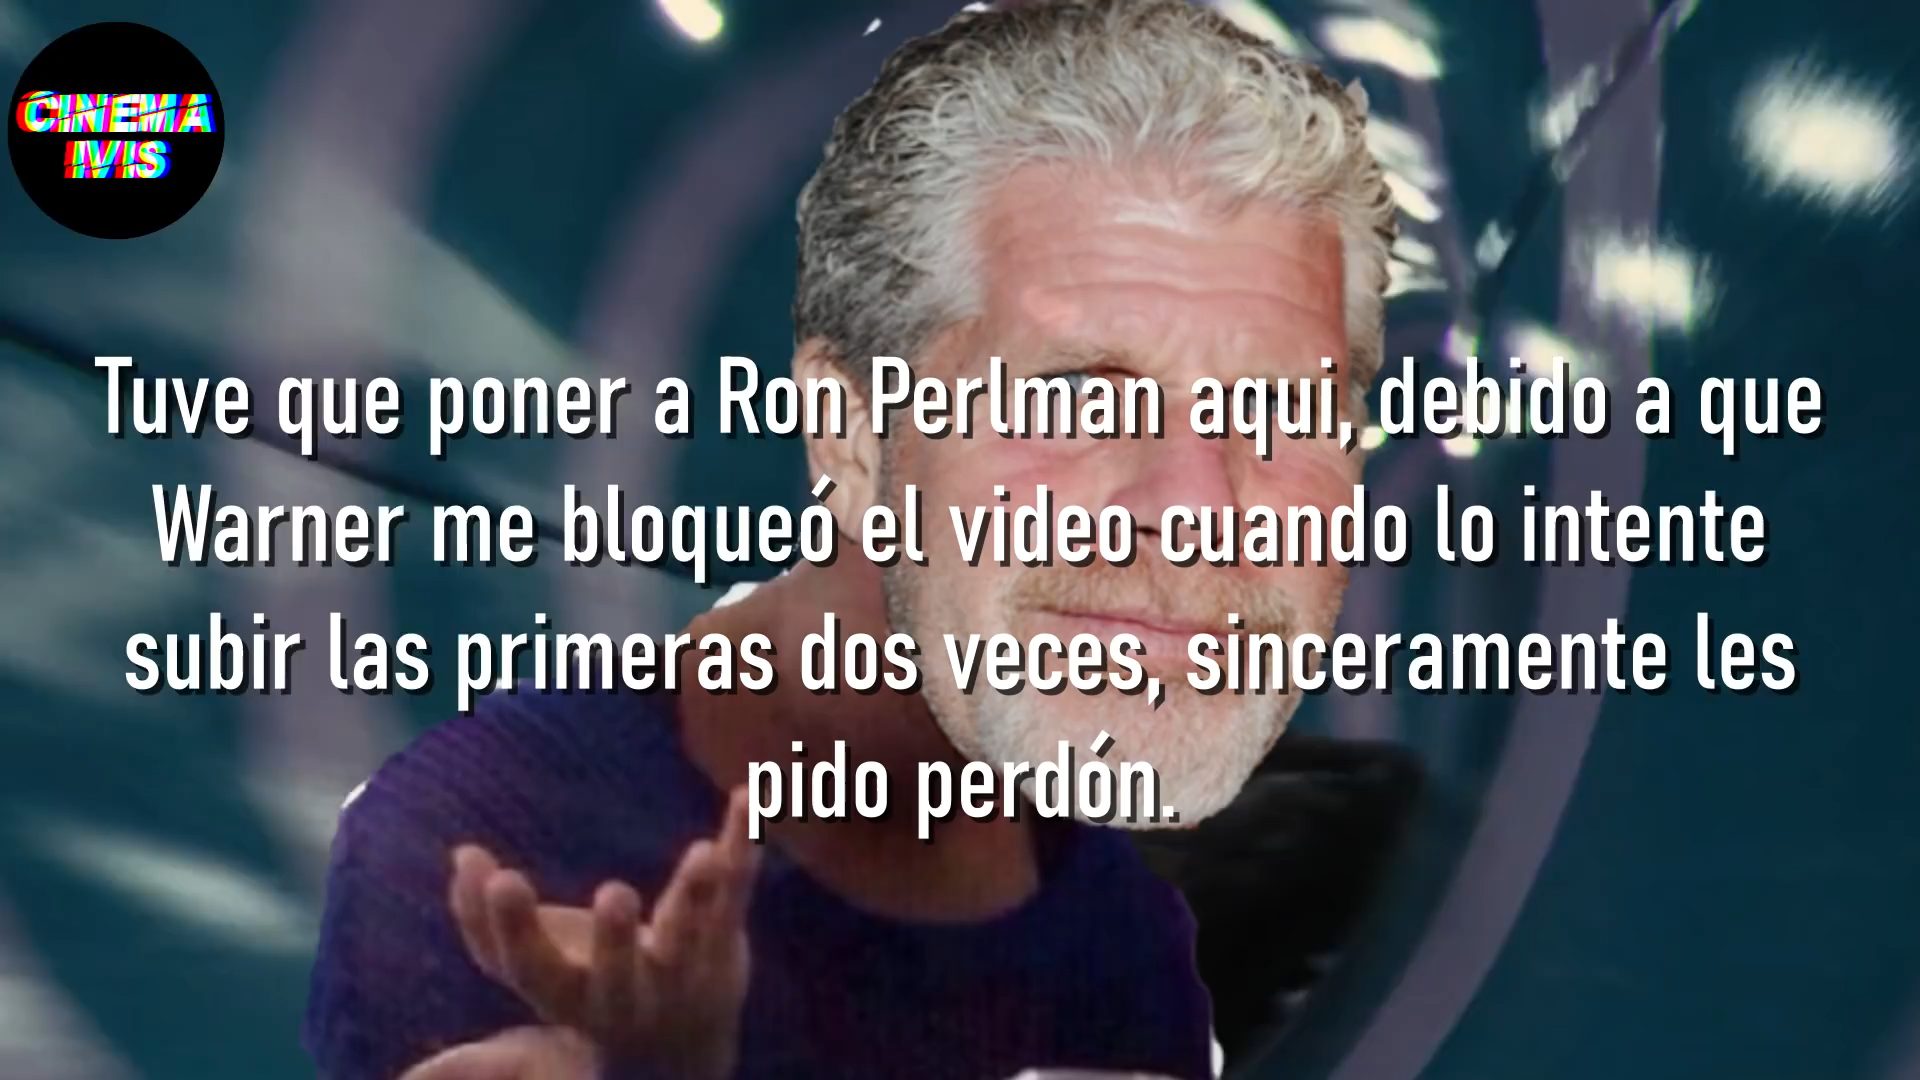 CINEMA
IVIS
Tuve que poner a Ron Perlman aqui, debido a que
Warner me bloqueó el video cuando lo intente
subir las primeras dos veces, sinceramente les
pido perdón.